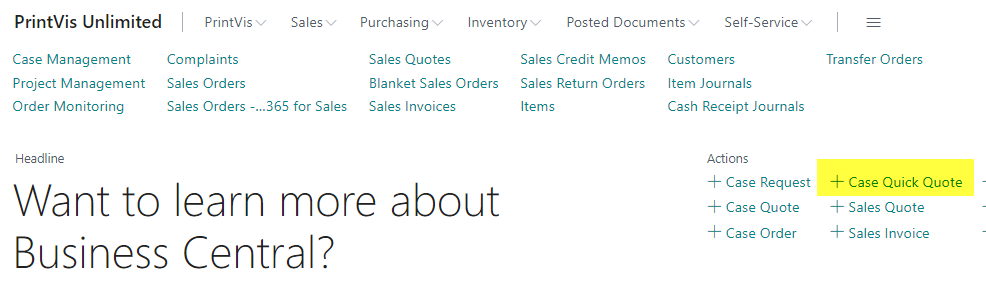 PrintVis Unlimited PrintVis Sales Purchasing Inventory Posted Documents Self-Service
Case Management Complaints Sales Quotes Sales Credit Memos Customers Transfer Orders
Project Management Sales Orders Blanket Sales Orders Sales Return Orders Item Journals
Order Monitoring Sales Orders -...365 for Sales Sales Invoices Items Cash Receipt Journals
Headline Actions
+ Case Request + Case Quick Quote
Want to learn more about
+ Case Quote + Sales Quote
+ Case Order + Sales Invoice
Business Central?